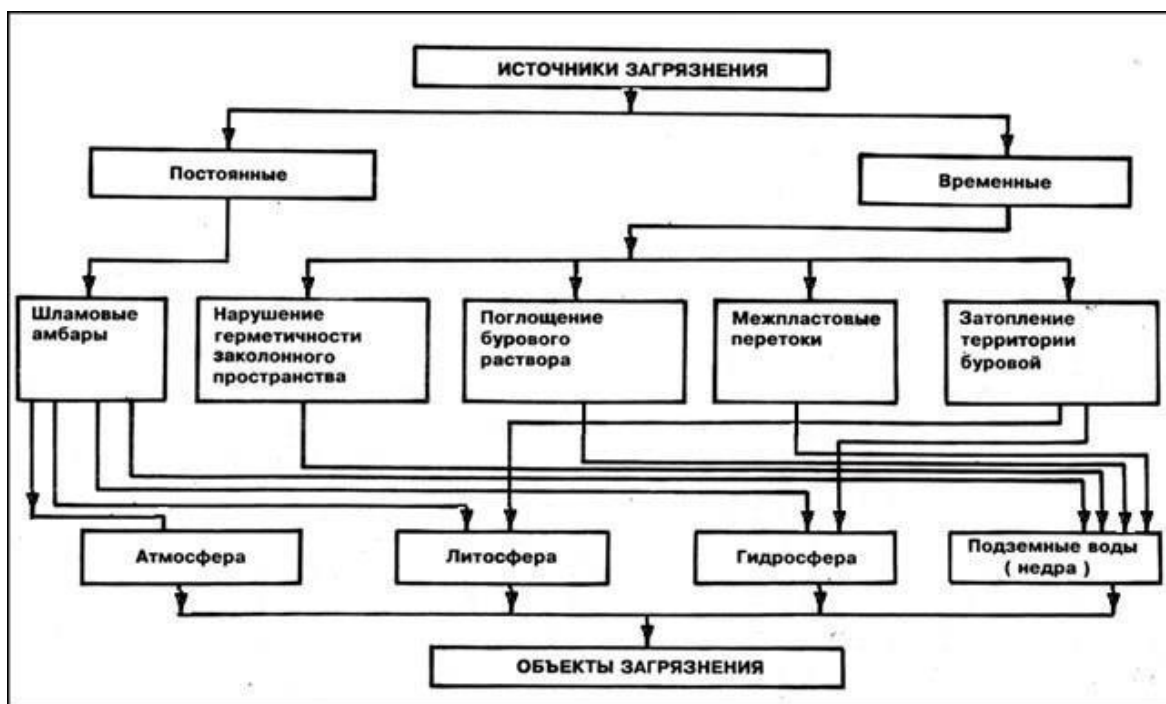 ИСТОЧНИКИ ЗАГРЯЗНЕНИЯ
Постоянные
Временные
Шламовые
амбары
Нарушение
герметичности
заколонного
пространства
Поглощение
бурового
раствора
Межпластовые
перетоки
Затопление
территории
буровой
Атмосфера
Литосфера
Гидросфера
Подземные воды
( недра )
ОБЪЕКТЫ ЗАГРЯЗНЕНИЯ